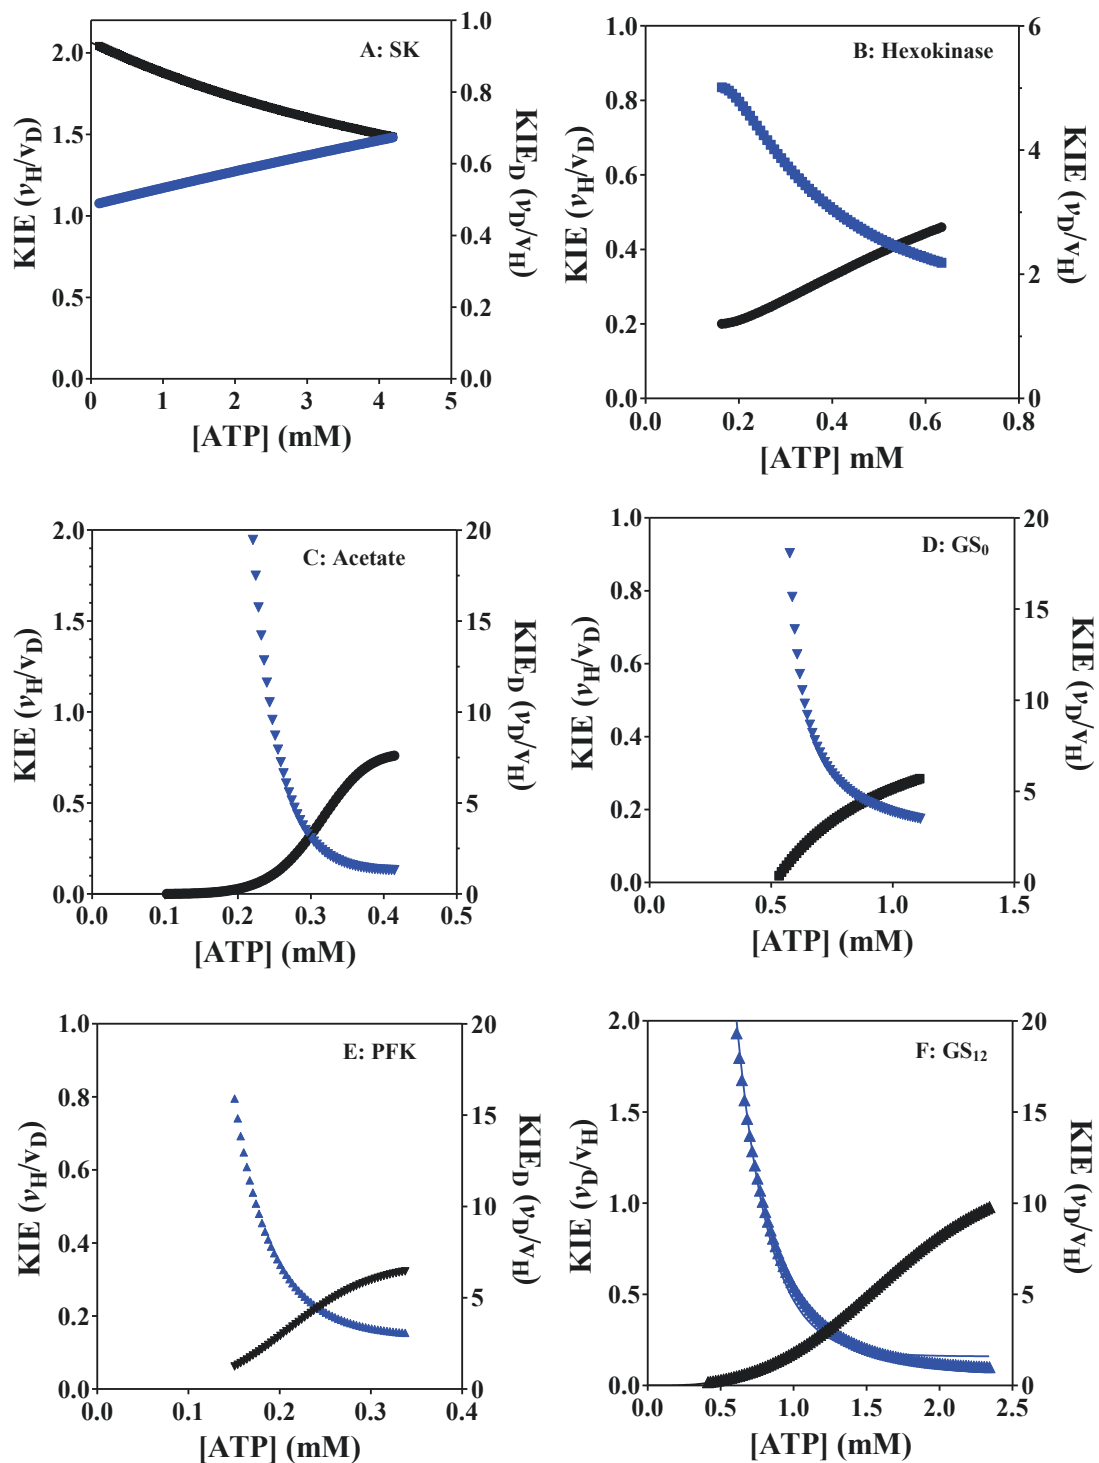 A: SK
KIE (vH/vD)
2.0
1.5
1.0
0.5
0.0
1.0
0.8
0.6
0.4
0.2
0.0
KIED (vD/vH)
0 1 2 3 4 5
[ATP] (mM)
B: Hexokinase
KIE (vH/vD)
1.0
0.8
0.6
0.4
0.2
0.0
6
4
2
0
KIE (vD/vH)
0.0 0.2 0.4 0.6 0.8
[ATP] mM
C: Acetate
KIE (vH/vD)
2.0
1.5
1.0
0.5
0.0
20
15
10
5
0
KIED (vD/vH)
0.0 0.1 0.2 0.3 0.4 0.5
[ATP] (mM)
D: GS0
KIE (vH/vD)
1.0
0.8
0.6
0.4
0.2
0.0
20
15
10
5
0
KIE (vD/vH)
0.0 0.5 1.0 1.5
[ATP] (mM)
E: PFK
KIE (vH/vD)
1.0
0.8
0.6
0.4
0.2
0.0
20
15
10
5
0
KIED (vD/vH)
0.0 0.1 0.2 0.3 0.4
[ATP] (mM)
F: GS12
KIE (vD/vH)
2.0
1.5
1.0
0.5
0.0
20
15
10
5
0
KIE (vD/vH)
0.0 0.5 1.0 1.5 2.0 2.5
[ATP] (mM)